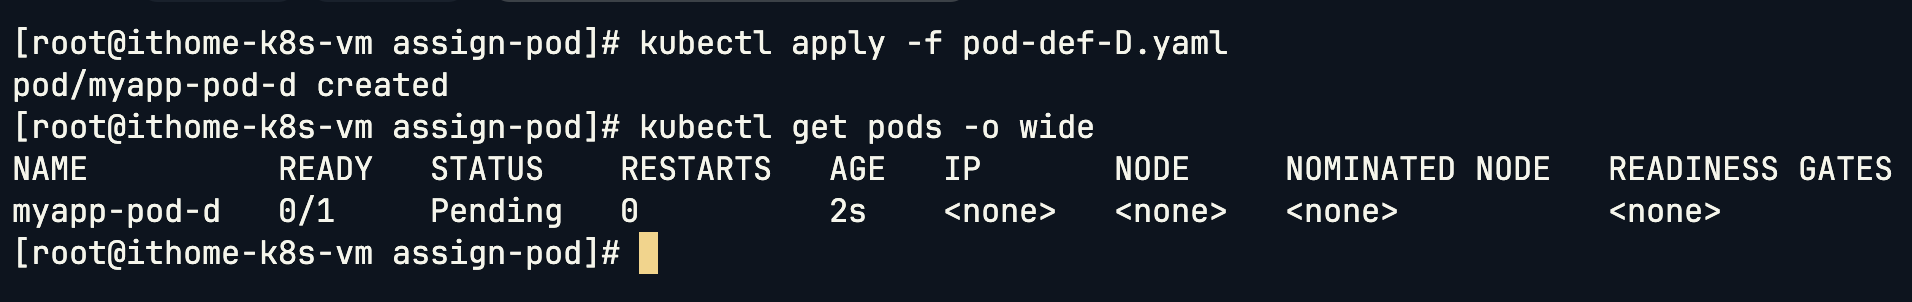 [root@ithome-k8s-vm assign-pod]# kubectl apply -f pod-def-D.yaml
pod/myapp-pod-d created
[root@ithome-k8s-vm assign-pod]# kubectl get pods -o wide
NAME          READY   STATUS    RESTARTS   AGE   IP       NODE     NOMINATED NODE   READINESS GATES
myapp-pod-d   0/1     Pending   0          2s    <none>   <none>   <none>           <none>
[root@ithome-k8s-vm assign-pod]#